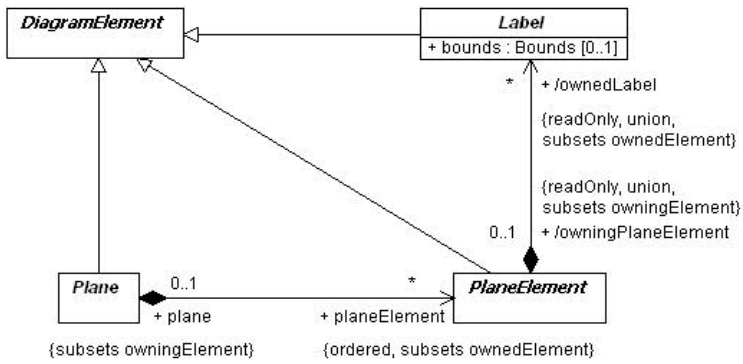 DiagramElement
Label
+ bounds : Bounds [0..1]
* + /ownedLabel
{readOnly, union,
subsets ownedElement}
{readOnly, union,
subsets owningElement}
0..1 + /owningPlaneElement
Plane
0..1
*
PlaneElement
+ plane
+ planeElement
{subsets owningElement}
{ordered, subsets ownedElement}